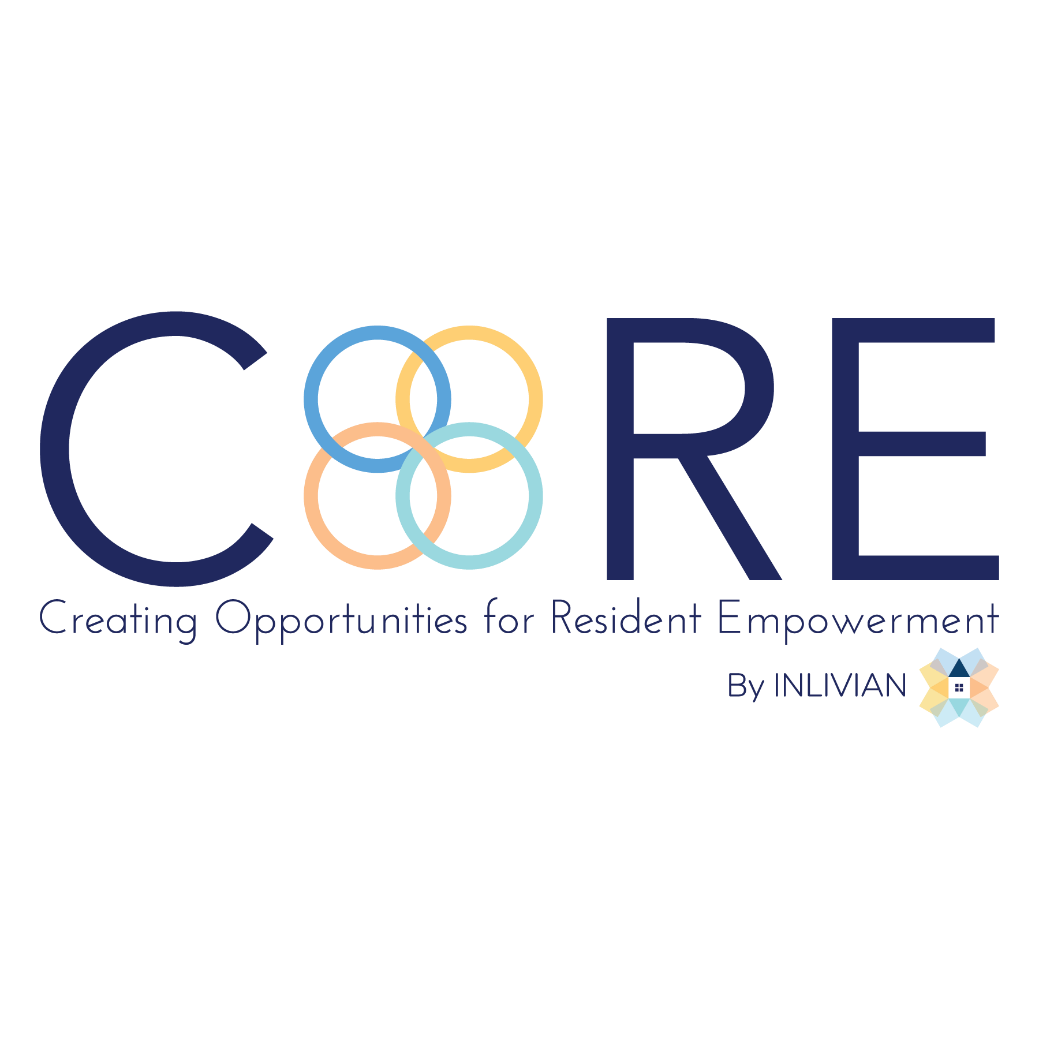 CORE
Creating Opportunities for Resident Empowerment
By INLIVIAN